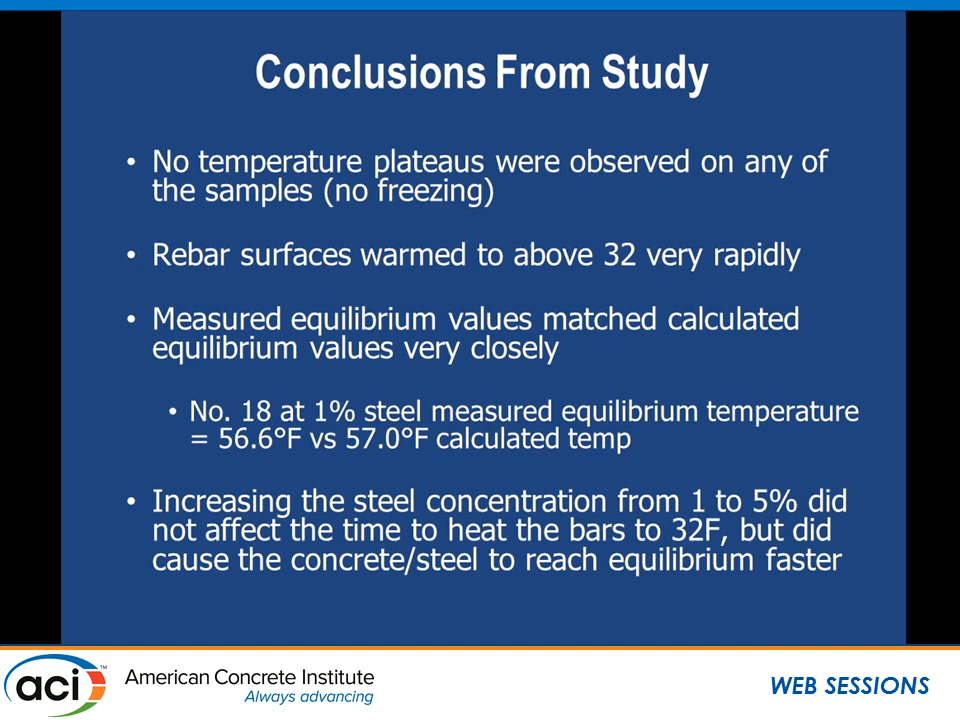 Conclusions From Study
• No temperature plateaus were observed on any of
the samples (no freezing)
• Rebar surfaces warmed to above 32 very rapidly
• Measured equilibrium values matched calculated
equilibrium values very closely
• No. 18 at 1% steel measured equilibrium temperature
= 56.6°F vs 57.0°F calculated temp
• Increasing the steel concentration from 1 to 5% did
not affect the time to heat the bars to 32F, but did
cause the concrete/steel to reach equilibrium faster
aci™
American Concrete Institute
Always advancing
WEB SESSIONS